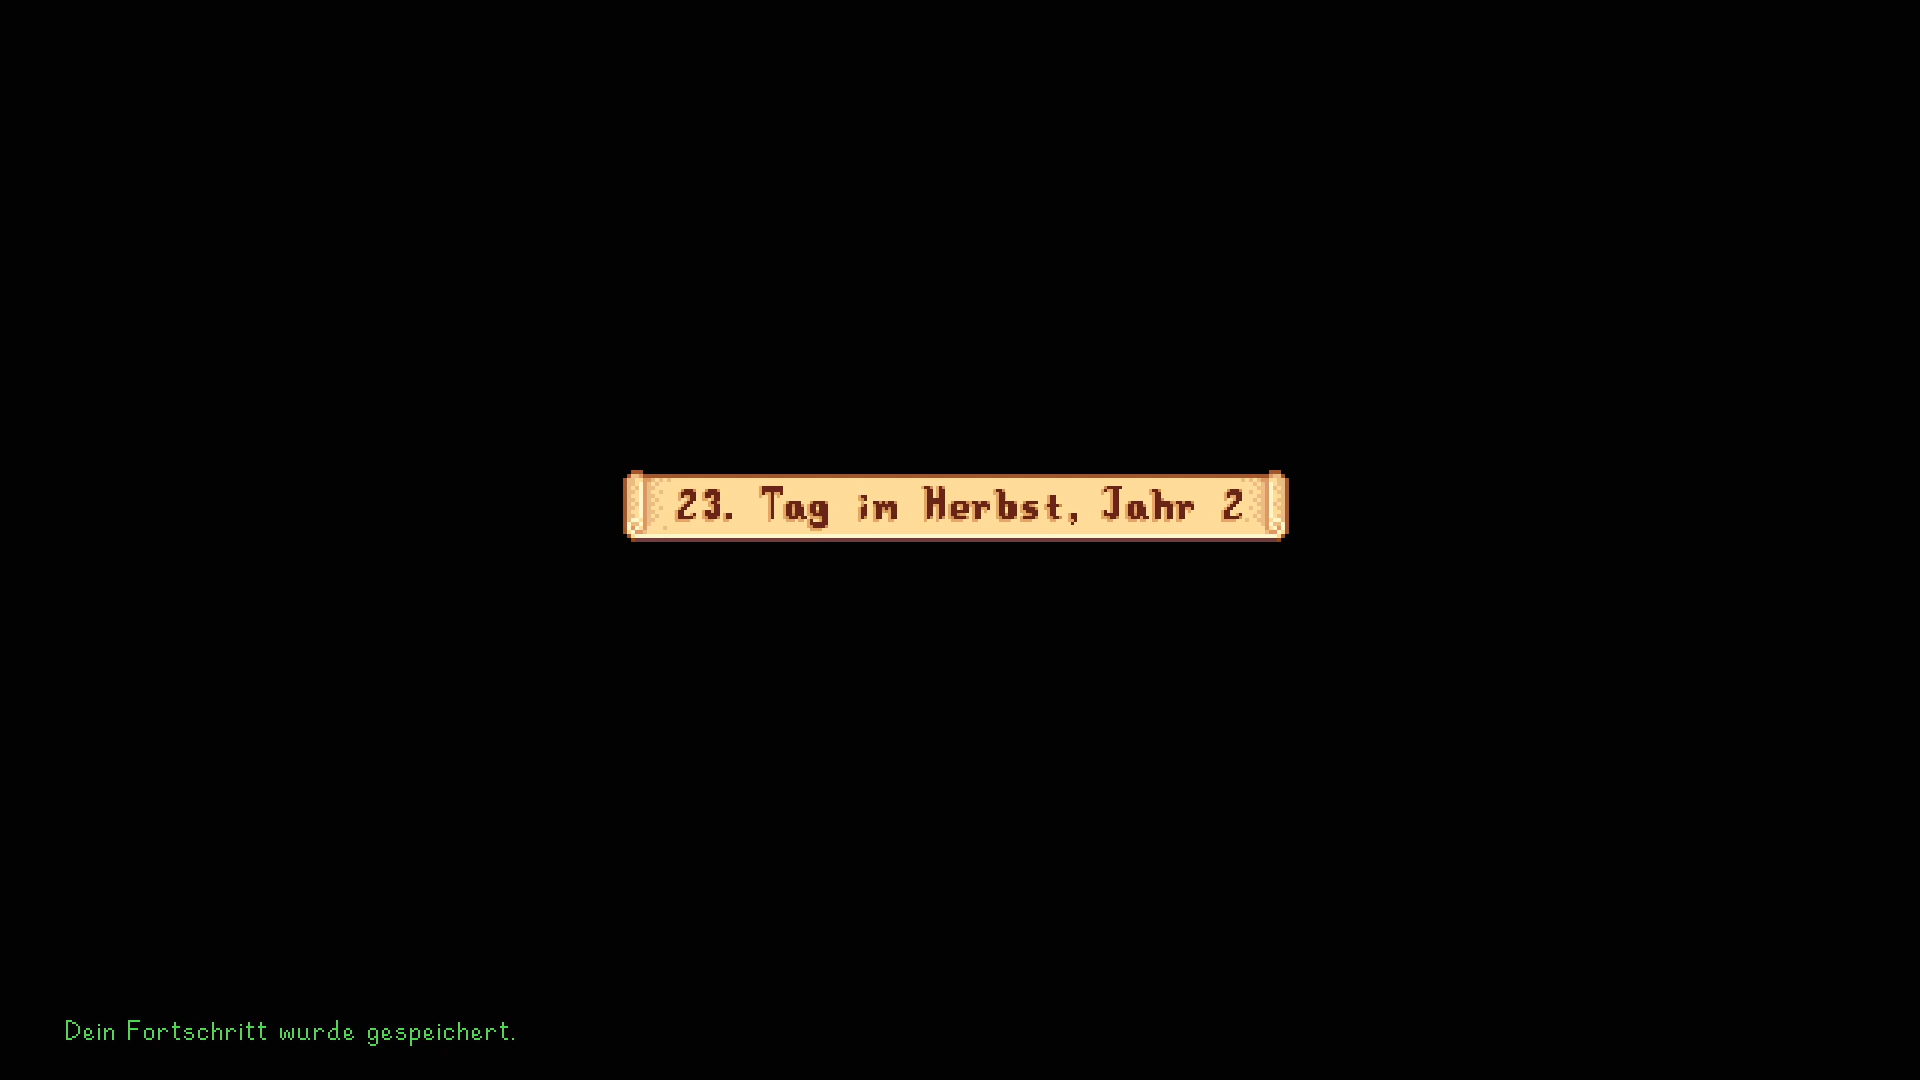 23. Tag im Herbst, Jahr 2
Dein Fortschritt wurde gespeichert.